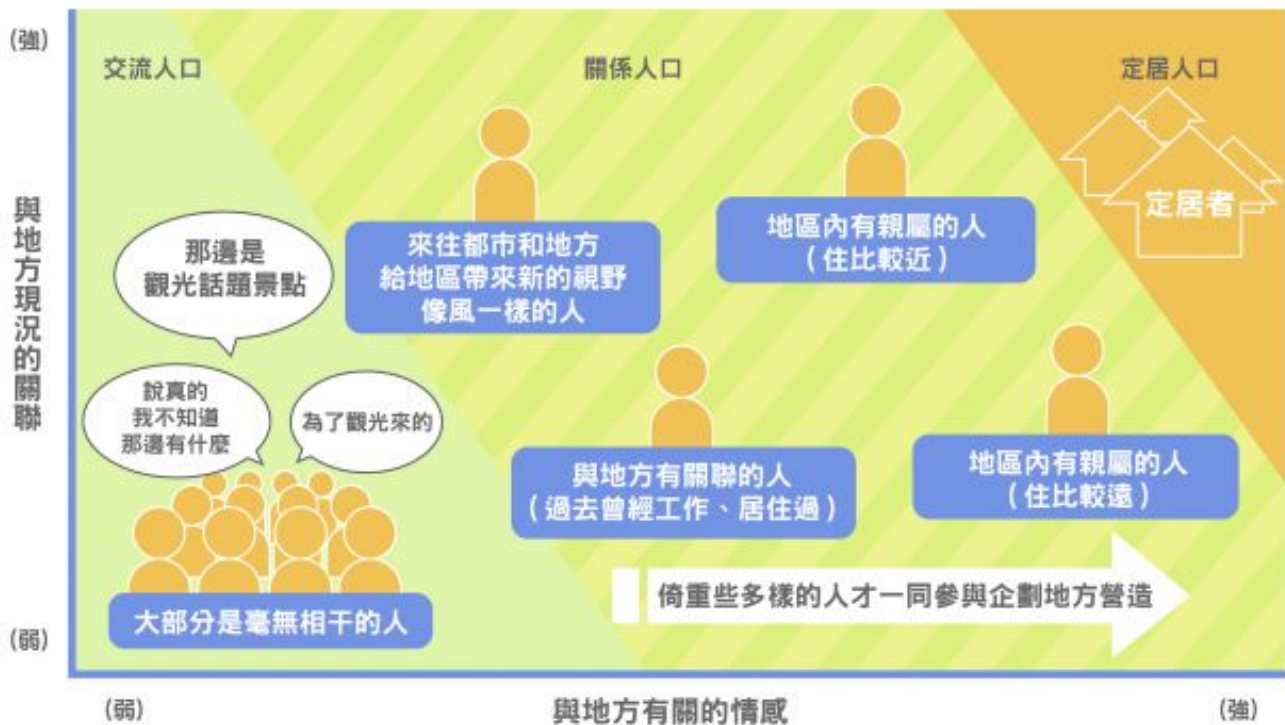 (強)
交流人口
關係人口
定居人口
定居者
與地方現況的關聯
那邊是
觀光話題景點
來往都市和地方
給地區帶來新的視野
像風一樣的人
地區內有親屬的人
(住比較近)
說真的
我不知道
那邊有什麼
為了觀光來的
與地方有關聯的人
(過去曾經工作、居住過)
地區內有親屬的人
(住比較遠)
倚重些多樣的人才一同參與企劃地方營造
大部分是毫無相干的人
(弱)
(弱)
與地方有關的情感
(強)